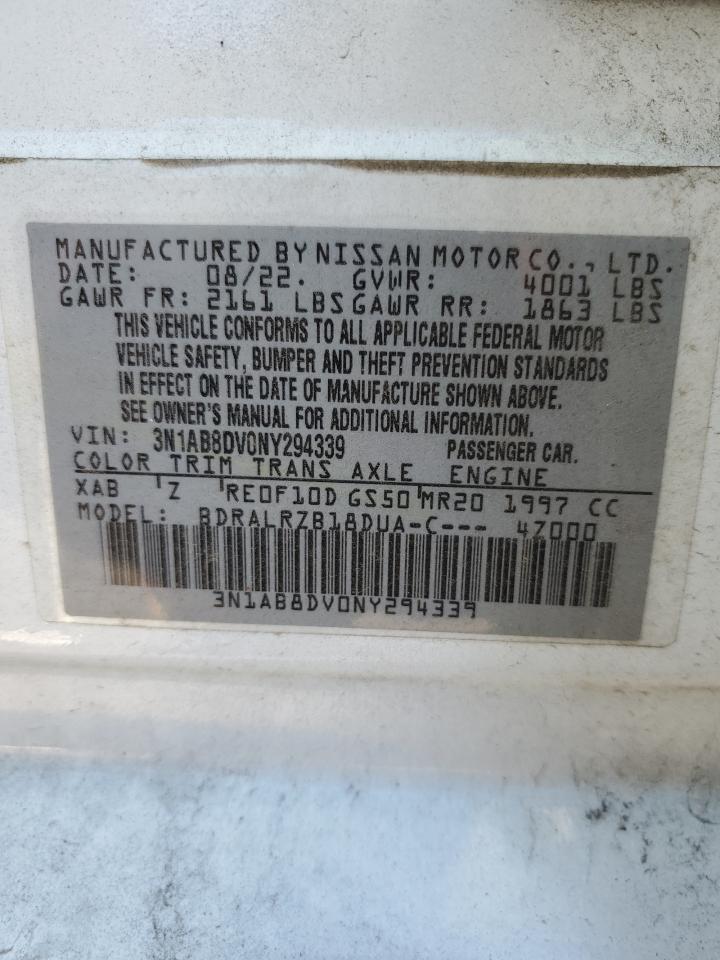 MANUFACTURED BY NISSAN MOTOR CO., LTD.
DATE: 08/22. GVWR: 4001 LBS
GAWR FR: 2161 LBS GAWR RR: 1863 LBS
THIS VEHICLE CONFORMS TO ALL APPLICABLE FEDERAL MOTOR
VEHICLE SAFETY, BUMPER AND THEFT PREVENTION STANDARDS
IN EFFECT ON THE DATE OF MANUFACTURE SHOWN ABOVE.
SEE OWNER'S MANUAL FOR ADDITIONAL INFORMATION.
VIN: 3N1AB8DV0NY294339 PASSENGER CAR.
COLOR TRIM TRANS AXLE ENGINE
XAB Z RE0F10D GS50 MR20 1997 CC
MODEL: BDRALRZB18DUA-C--- 4Z000
3N1AB8DV0NY294339